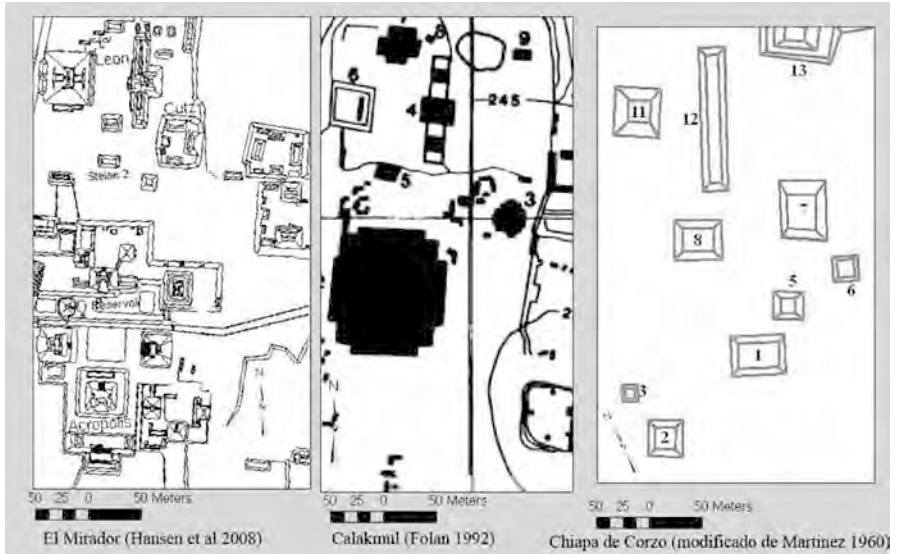 Leon
Cutz
Stelae 2
Reservoir
Acropolis
N
50 25 0 50 Meters
El Mirador (Hansen et al 2008)
8
9
6
4
245
5
3
2
N
50 25 0 50 Meters
Calakmul (Folan 1992)
13
11
12
7
8
6
5
1
3
2
50 25 0 50 Meters
Chiapa de Corzo (modificado de Martinez 1960)